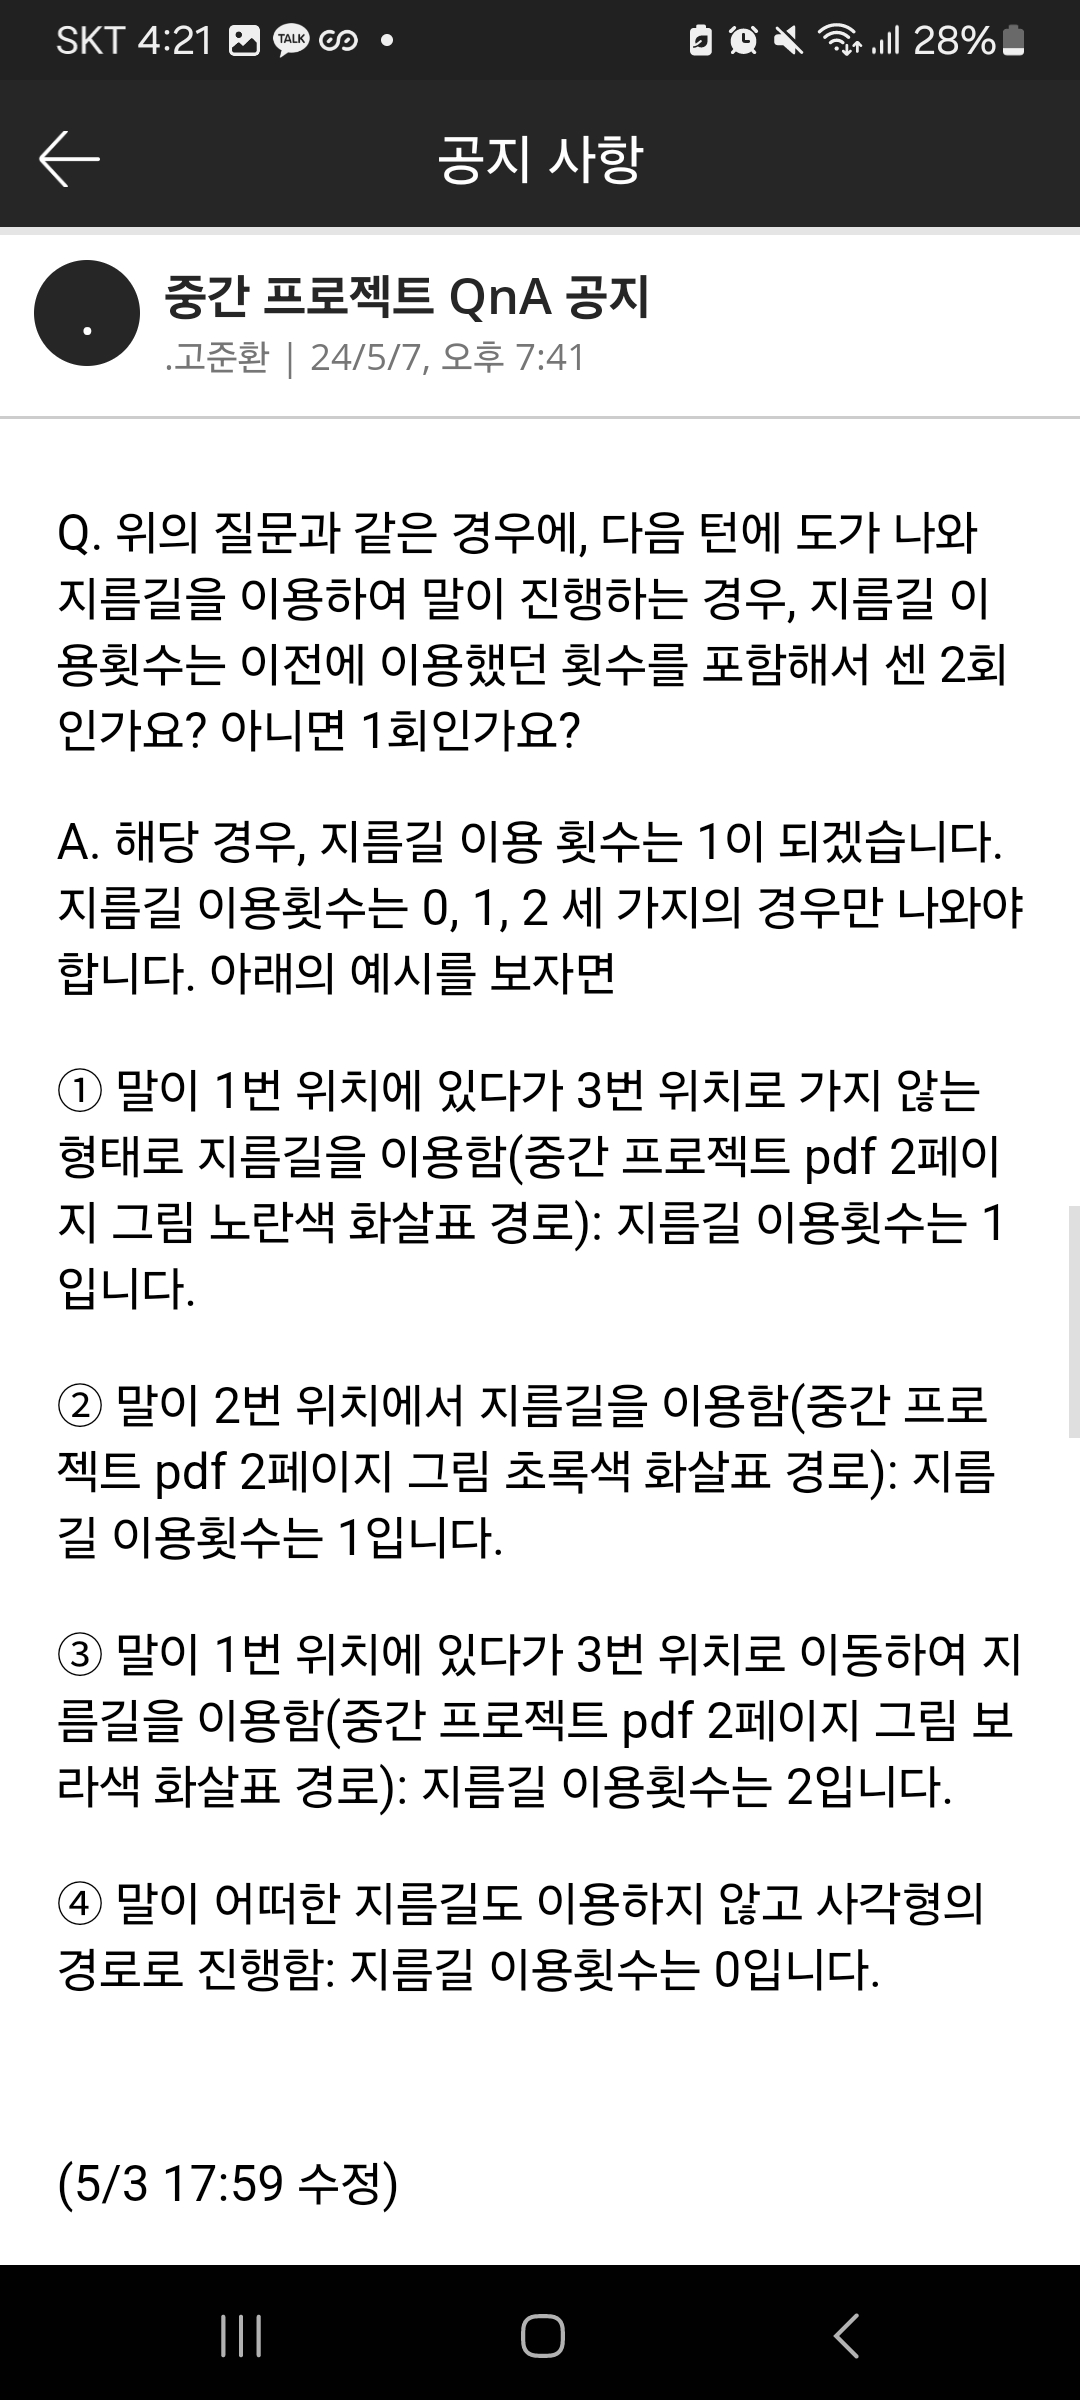 SKT 4:21 TALK 28%
공지 사항
중간 프로젝트 QnA 공지
.고준환 | 24/5/7, 오후 7:41
Q. 위의 질문과 같은 경우에, 다음 턴에 도가 나와
지름길을 이용하여 말이 진행하는 경우, 지름길 이
용횟수는 이전에 이용했던 횟수를 포함해서 센 2회
인가요? 아니면 1회인가요?
A. 해당 경우, 지름길 이용 횟수는 1이 되겠습니다.
지름길 이용횟수는 0, 1, 2 세 가지의 경우만 나와야
합니다. 아래의 예시를 보자면
① 말이 1번 위치에 있다가 3번 위치로 가지 않는
형태로 지름길을 이용함(중간 프로젝트 pdf 2페이
지 그림 노란색 화살표 경로): 지름길 이용횟수는 1
입니다.
② 말이 2번 위치에서 지름길을 이용함(중간 프로
젝트 pdf 2페이지 그림 초록색 화살표 경로): 지름
길 이용횟수는 1입니다.
③ 말이 1번 위치에 있다가 3번 위치로 이동하여 지
름길을 이용함(중간 프로젝트 pdf 2페이지 그림 보
라색 화살표 경로): 지름길 이용횟수는 2입니다.
④ 말이 어떠한 지름길도 이용하지 않고 사각형의
경로로 진행함: 지름길 이용횟수는 0입니다.
(5/3 17:59 수정)